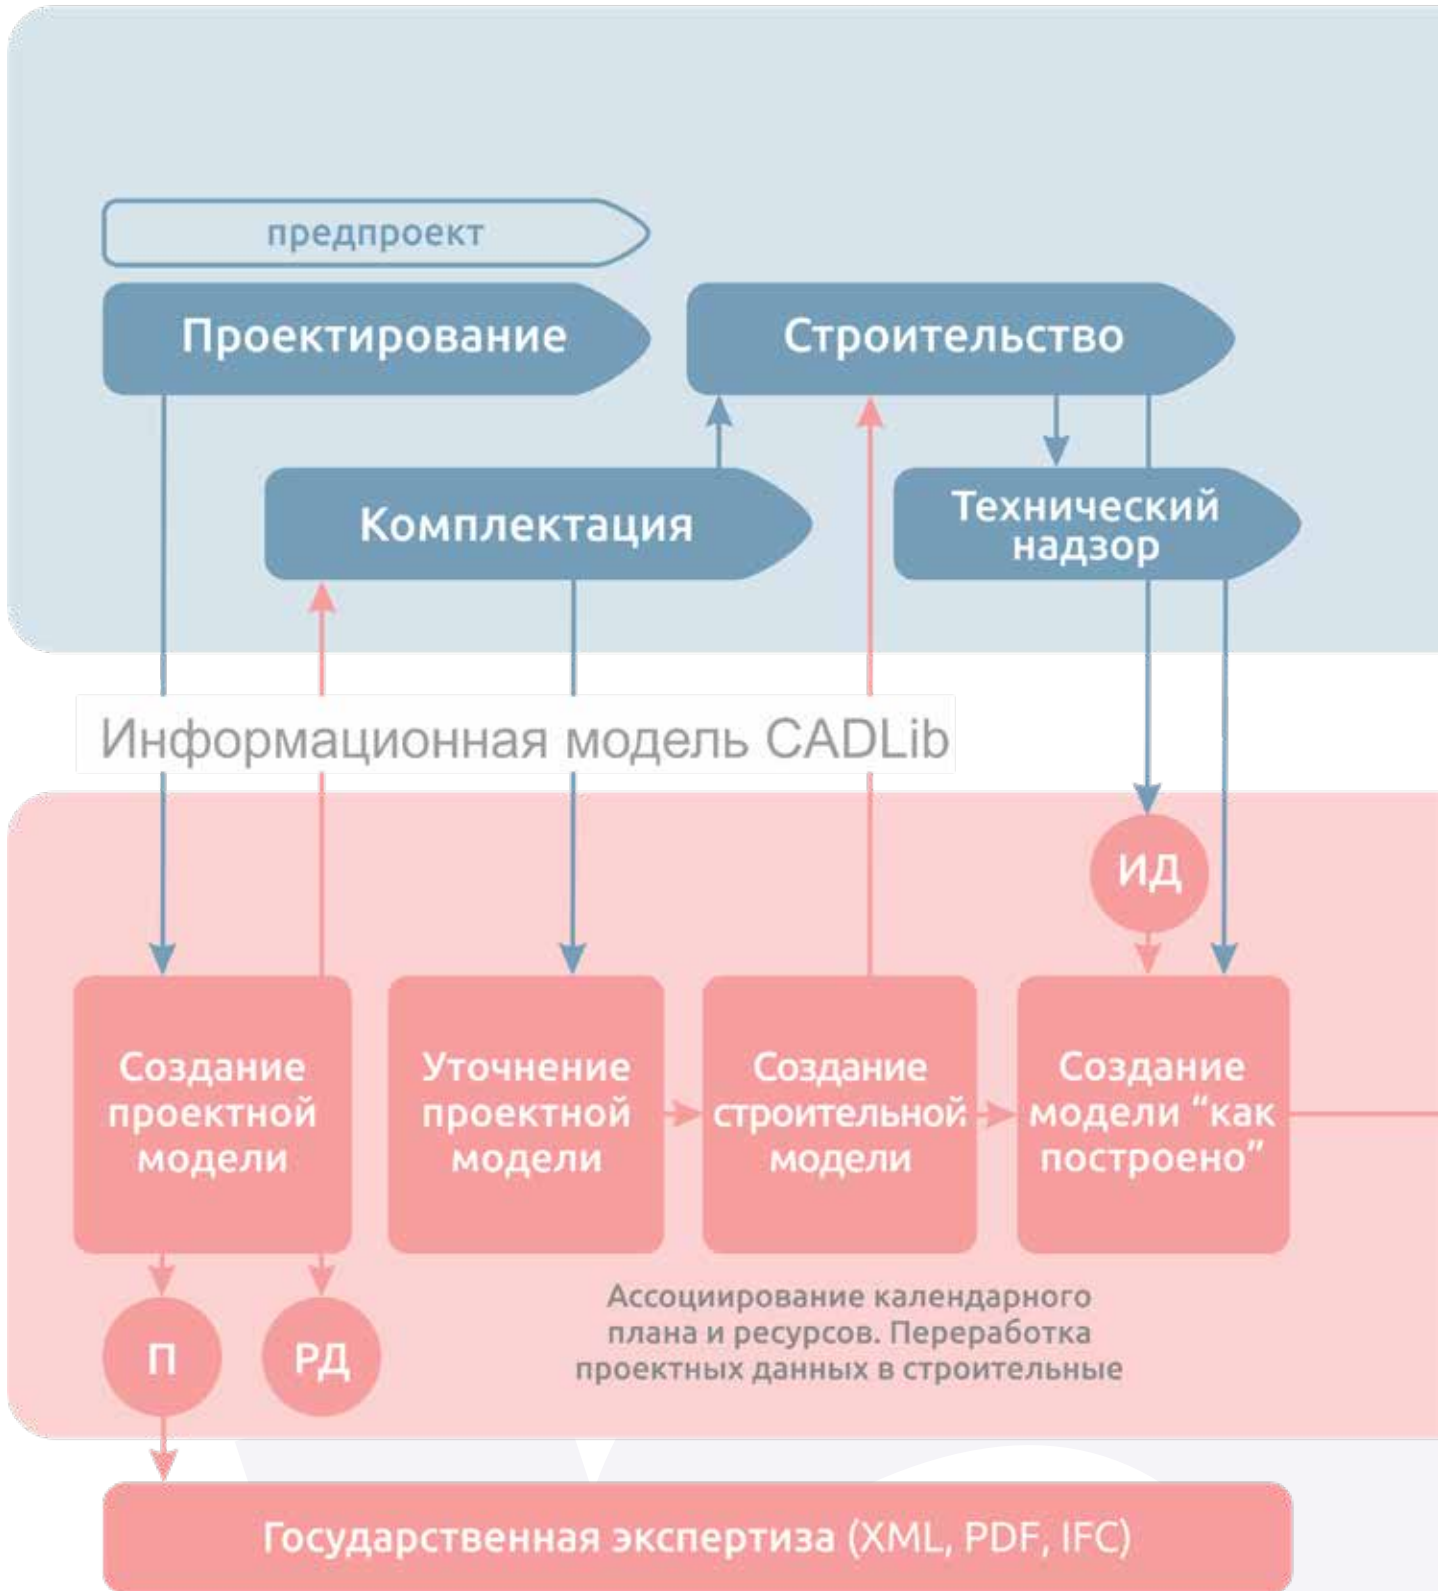 предпроект
Проектирование
Строительство
Комплектация
Технический
надзор
Информационная модель CADLib
ИД
Создание
проектной
модели
Уточнение
проектной
модели
Создание
строительной
модели
Создание
модели “как
построено”
П
РД
Ассоциирование календарного
плана и ресурсов. Переработка
проектных данных в строительные
Государственная экспертиза (XML, PDF, IFC)